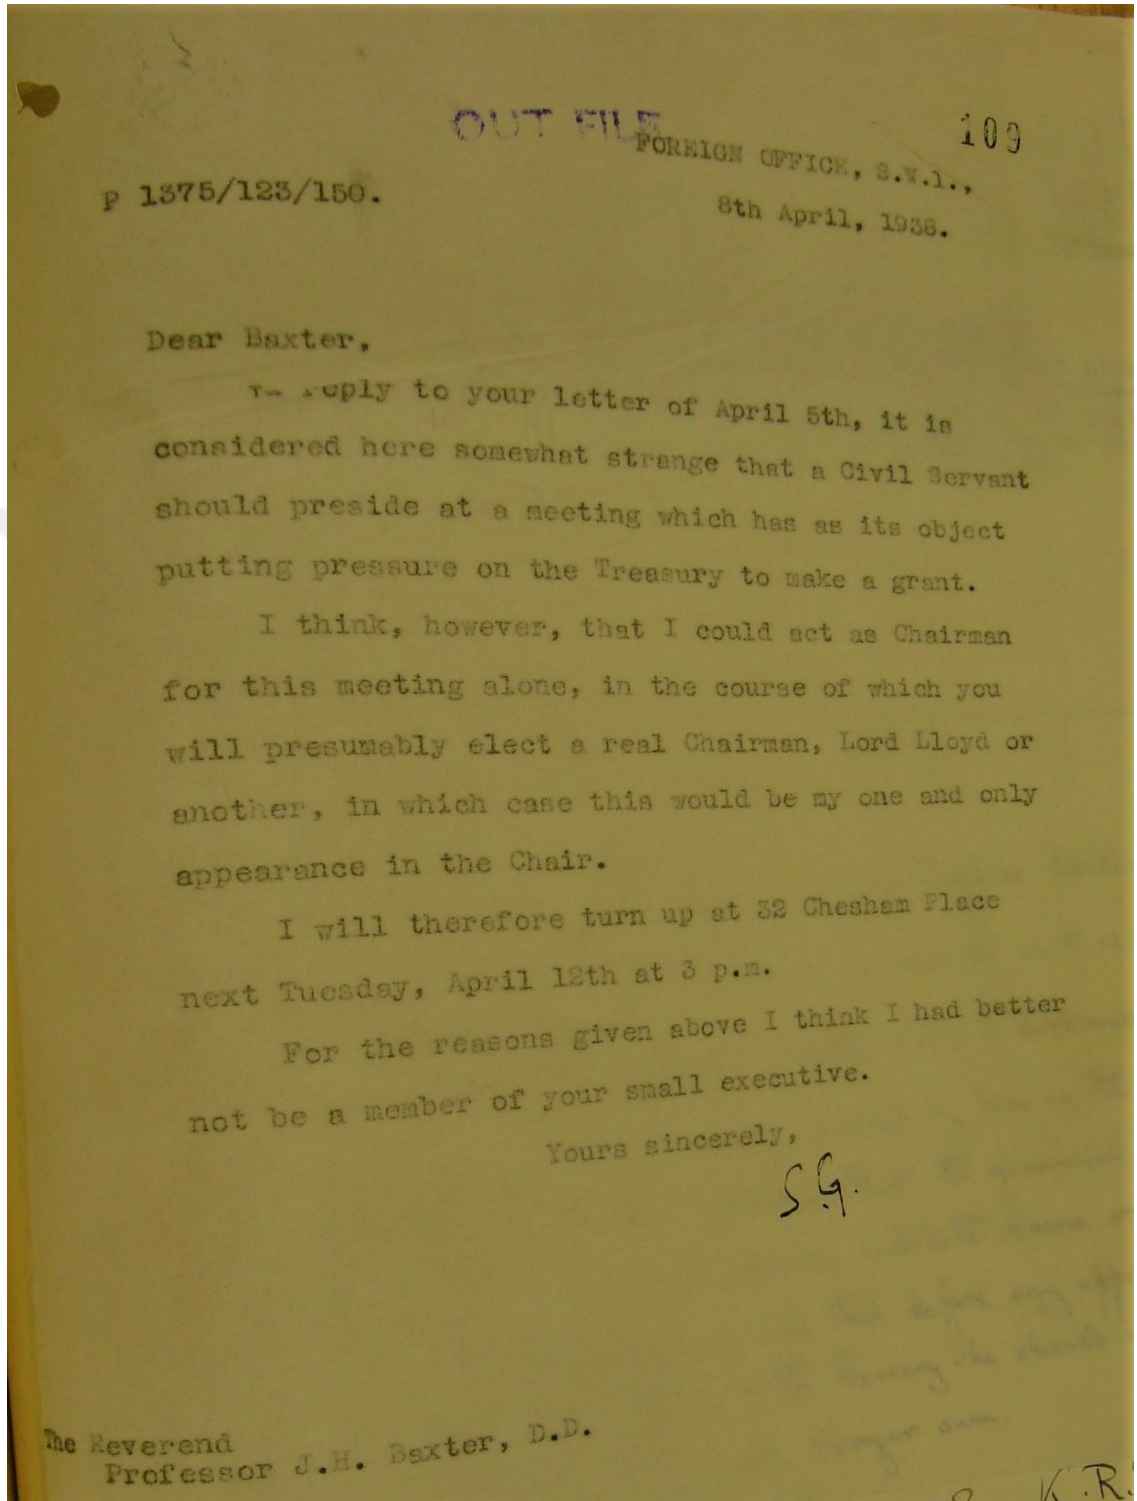 OUT FILE
109
FOREIGN OFFICE, S.W.1.,
P 1375/123/150.
8th April, 1938.
Dear Baxter,
reply to your letter of April 5th, it is
considered here somewhat strange that a Civil Servant
should preside at a meeting which has as its object
putting pressure on the Treasury to make a grant.
I think, however, that I could act as Chairman
for this meeting alone, in the course of which you
will presumably elect a real Chairman, Lord Lloyd or
another, in which case this would be my one and only
appearance in the Chair.
I will therefore turn up at 32 Chesham Place
next Tuesday, April 12th at 3 p.m.
For the reasons given above I think I had better
not be a member of your small executive.
Yours sincerely,
S.G.
The Reverend
Professor J.H. Baxter, D.D.
K.R.